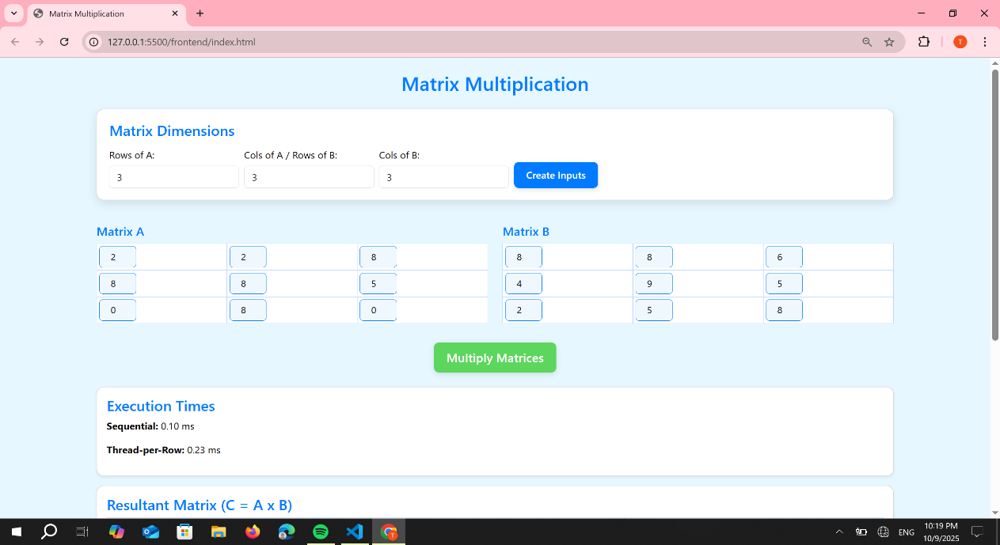 Matrix Multiplication
127.0.0.1:5500/frontend/index.html
T
Matrix Multiplication
Matrix Dimensions
Rows of A: Cols of A / Rows of B: Cols of B:
3 3 3 Create Inputs
Matrix A Matrix B
2 2 8 8 8 6
8 8 5 4 9 5
0 8 0 2 5 8
Multiply Matrices
Execution Times
Sequential: 0.10 ms
Thread-per-Row: 0.23 ms
Resultant Matrix (C = A x B)
T
ENG
10:19 PM
10/9/2025